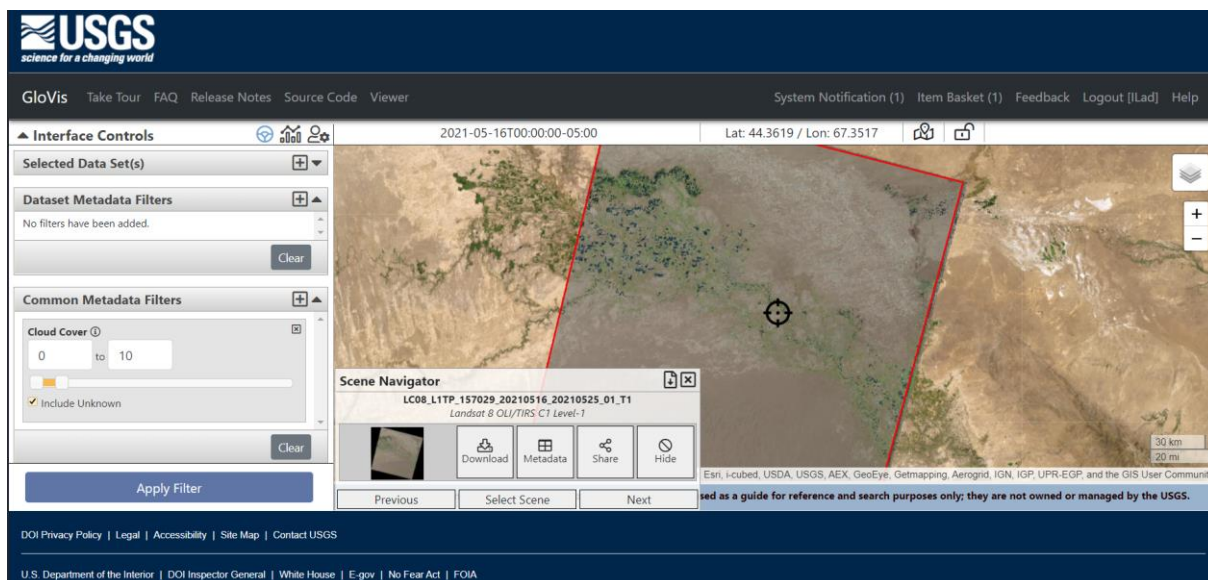 USGS
science for a changing world
GloVis Take Tour FAQ Release Notes Source Code Viewer System Notification (1) Item Basket (1) Feedback Logout [ILad] Help
Interface Controls
2021-05-16T00:00:00-05:00 Lat: 44.3619 / Lon: 67.3517
Selected Data Set(s)
Dataset Metadata Filters
No filters have been added.
Clear
Common Metadata Filters
Cloud Cover
0 to 10
Include Unknown
Clear
Apply Filter
+
−
Scene Navigator
LC08_L1TP_157029_20210516_20210525_01_T1
Landsat 8 OLI/TIRS C1 Level-1
Download Metadata Share Hide
Previous Select Scene Next
30 km
20 mi
Esri, i-cubed, USDA, USGS, AEX, GeoEye, Getmapping, Aerogrid, IGN, IGP, UPR-EGP, and the GIS User Communit
sed as a guide for reference and search purposes only; they are not owned or managed by the USGS.
DOI Privacy Policy | Legal | Accessibility | Site Map | Contact USGS
U.S. Department of the Interior | DOI Inspector General | White House | E-gov | No Fear Act | FOIA